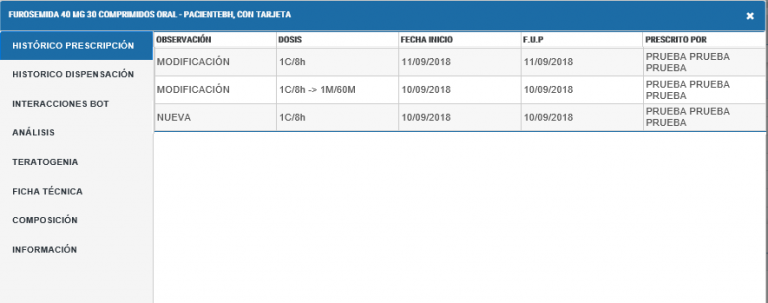 FUROSEMIDA 40 MG 30 COMPRIMIDOS ORAL - PACIENTEBH, CON TARJETA
HISTÓRICO PRESCRIPCIÓN
HISTORICO DISPENSACIÓN
INTERACCIONES BOT
ANÁLISIS
TERATOGENIA
FICHA TÉCNICA
COMPOSICIÓN
INFORMACIÓN
OBSERVACIÓN DOSIS FECHA INICIO F.U.P PRESCRITO POR
MODIFICACIÓN 1C/8h 11/09/2018 11/09/2018 PRUEBA PRUEBA
PRUEBA
MODIFICACIÓN 1C/8h -> 1M/60M 10/09/2018 10/09/2018 PRUEBA PRUEBA
PRUEBA
NUEVA 1C/8h 10/09/2018 10/09/2018 PRUEBA PRUEBA
PRUEBA